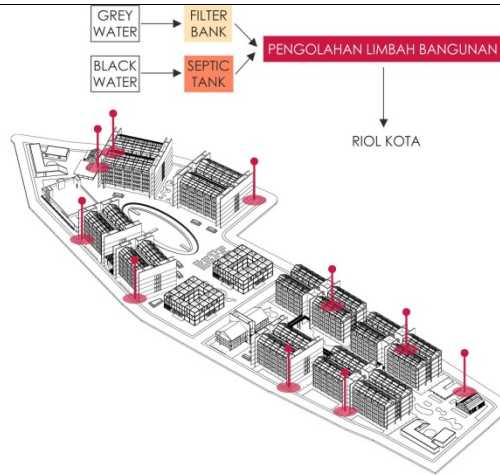 GREY
WATER
FILTER
BANK
PENGOLAHAN LIMBAH BANGUNAN
BLACK
WATER
SEPTIC
TANK
RIOL KOTA